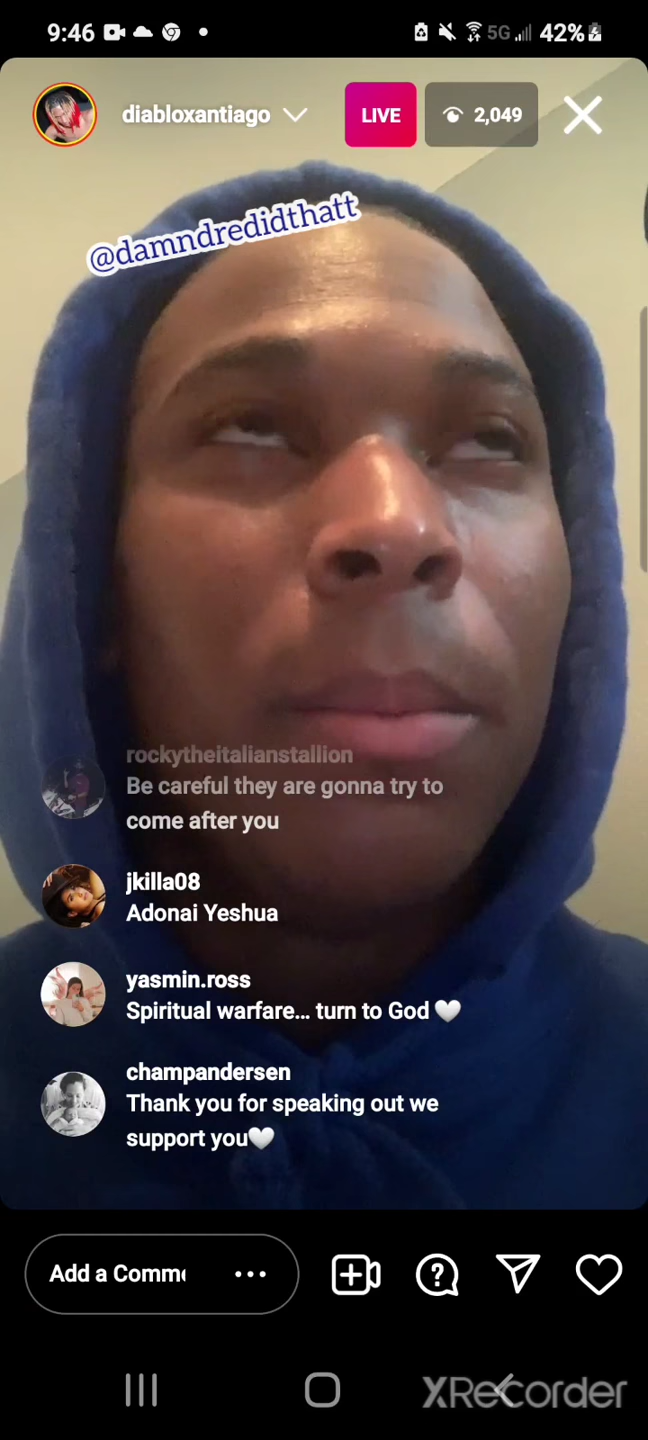 9:46
5G
42%
diabloxantiago
LIVE
2,049
@damndredidthatt
rockytheitalianstallion
Be careful they are gonna try to
come after you
jkilla08
Adonai Yeshua
yasmin.ross
Spiritual warfare... turn to God 🤍
champandersen
Thank you for speaking out we
support you🤍
Add a Comme
XRecorder